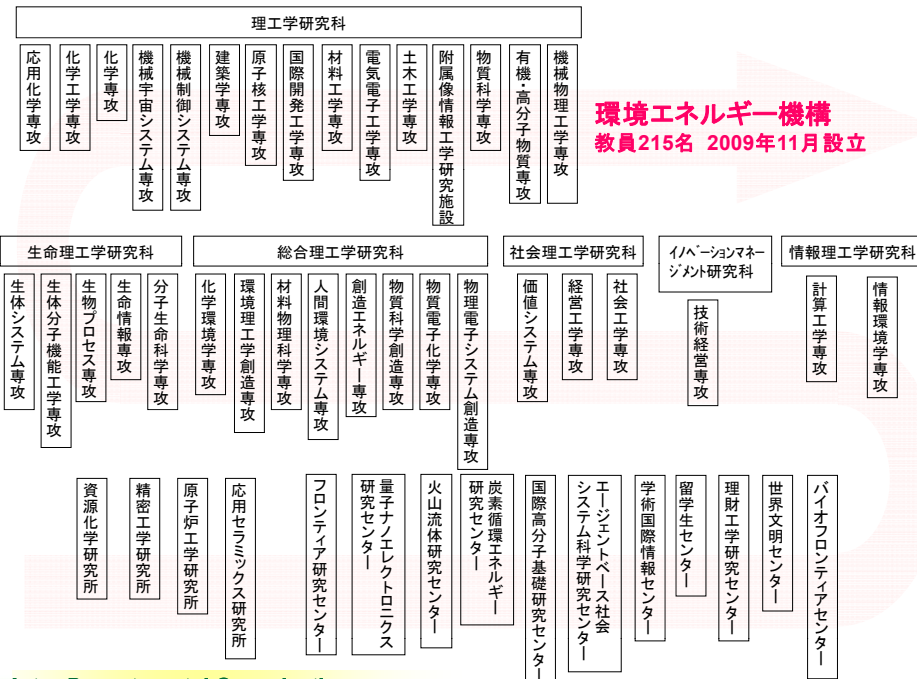 理工学研究科
応用化学専攻
化学工学専攻
化学専攻
機械宇宙システム専攻
機械制御システム専攻
建築学専攻
原子核工学専攻
国際開発工学専攻
材料工学専攻
電気電子工学専攻
土木工学専攻
附属像情報工学研究施設
物質科学専攻
有機・高分子物質専攻
機械物理工学専攻
環境エネルギー機構
教員215名 2009年11月設立
生命理工学研究科
総合理工学研究科
社会理工学研究科
イノベーションマネー
ジメント研究科
情報理工学研究科
生体システム専攻
生体分子機能工学専攻
生物プロセス専攻
生命情報専攻
分子生命科学専攻
化学環境学専攻
環境理工学創造専攻
材料物理科学専攻
人間環境システム専攻
創造エネルギー専攻
物質科学創造専攻
物質電子化学専攻
物理電子システム創造専攻
価値システム専攻
経営工学専攻
社会工学専攻
技術経営専攻
計算工学専攻
情報環境学専攻
資源化学研究所
精密工学研究所
原子炉工学研究所
応用セラミックス研究所
フロンティア研究センター
量子ナノエレクトロニクス
研究センター
火山流体研究センター
炭素循環エネルギー
研究センター
国際高分子基礎研究センター
エージェントベース社会
システム科学研究センター
学術国際情報センター
留学生センター
理財工学研究センター
世界文明センター
バイオフロンティアセンター